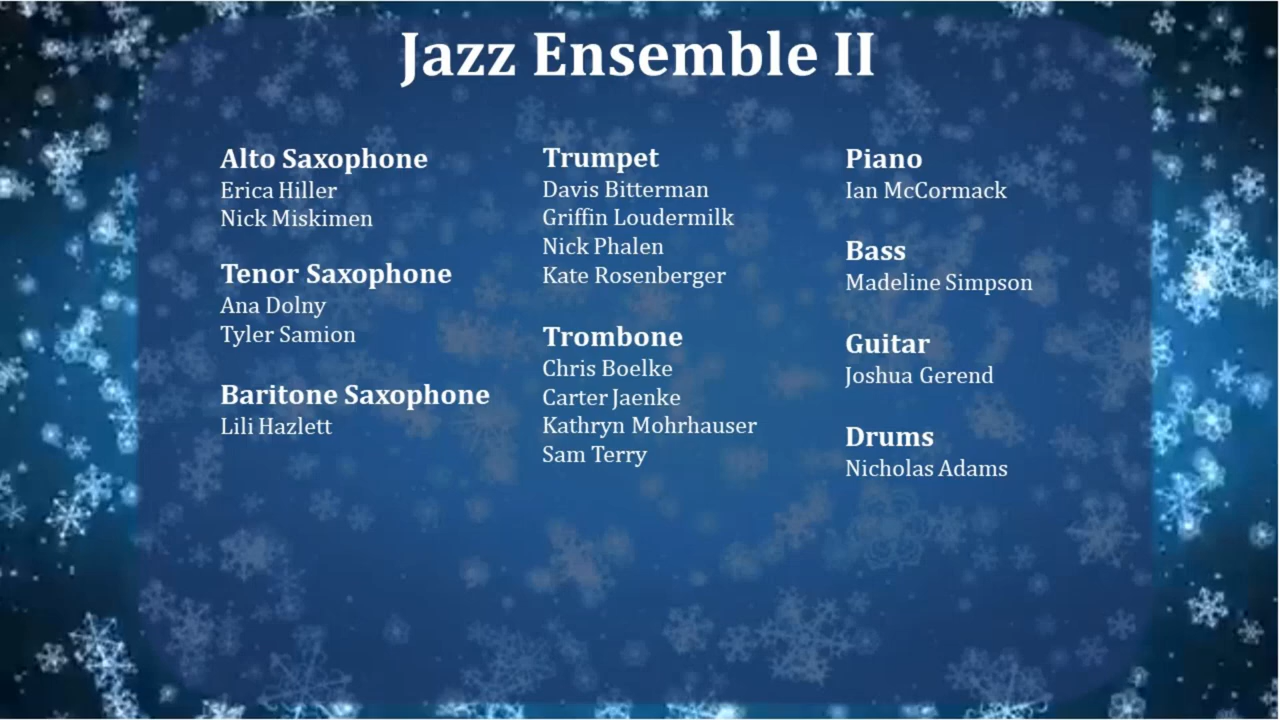 Jazz Ensemble II
Alto Saxophone
Erica Hiller
Nick Miskimen
Tenor Saxophone
Ana Dolny
Tyler Samion
Baritone Saxophone
Lili Hazlett
Trumpet
Davis Bitterman
Griffin Loudermilk
Nick Phalen
Kate Rosenberger
Trombone
Chris Boelke
Carter Jaenke
Kathryn Mohrhauser
Sam Terry
Piano
Ian McCormack
Bass
Madeline Simpson
Guitar
Joshua Gerend
Drums
Nicholas Adams